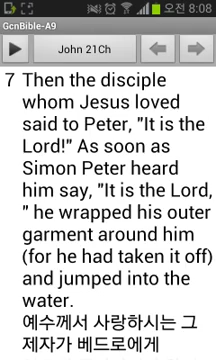 오전 8:08
GcnBible-A9
John 21Ch
7 Then the disciple
whom Jesus loved
said to Peter, "It is the
Lord!" As soon as
Simon Peter heard
him say, "It is the Lord,
" he wrapped his outer
garment around him
(for he had taken it off)
and jumped into the
water.
예수께서 사랑하시는 그
제자가 베드로에게